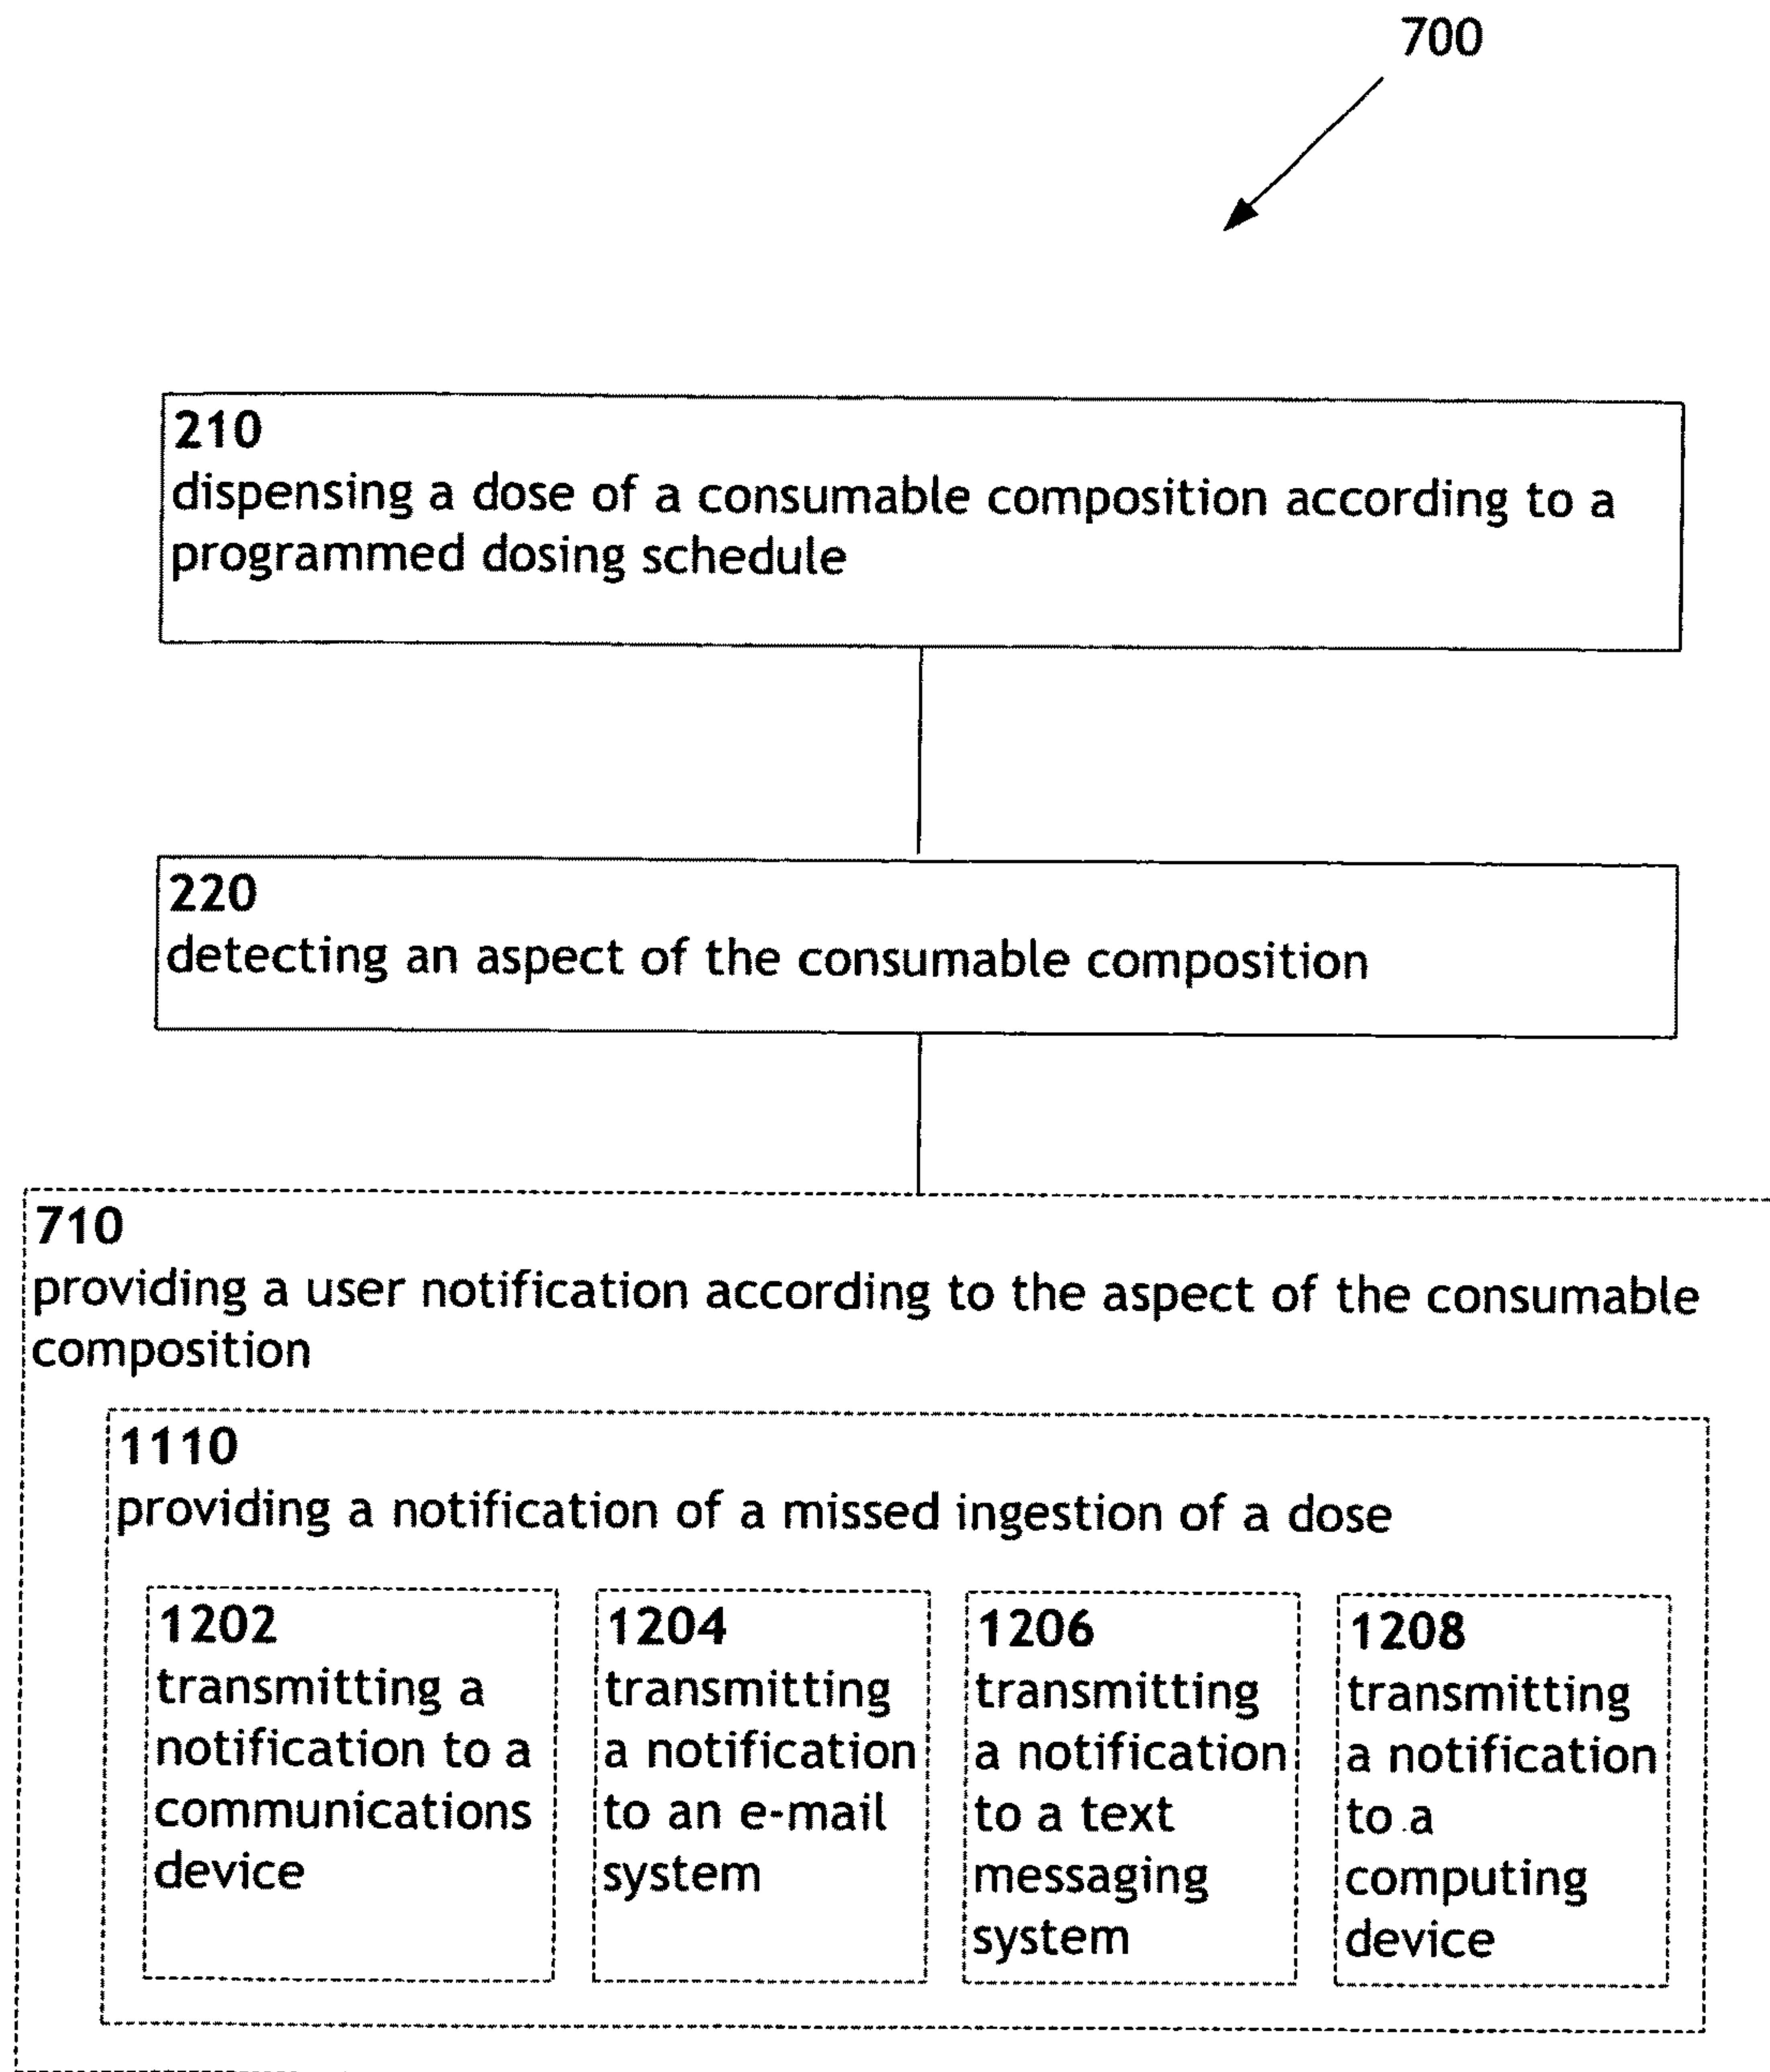 700
210
dispensing a dose of a consumable composition according to a
programmed dosing schedule
220
detecting an aspect of the consumable composition
710
providing a user notification according to the aspect of the consumable
composition
1110
providing a notification of a missed ingestion of a dose
1202
transmitting a
notification to a
communications
device
1204
transmitting
a notification
to an e-mail
system
1206
transmitting
a notification
to a text
messaging
system
1208
transmitting
a notification
to a
computing
device